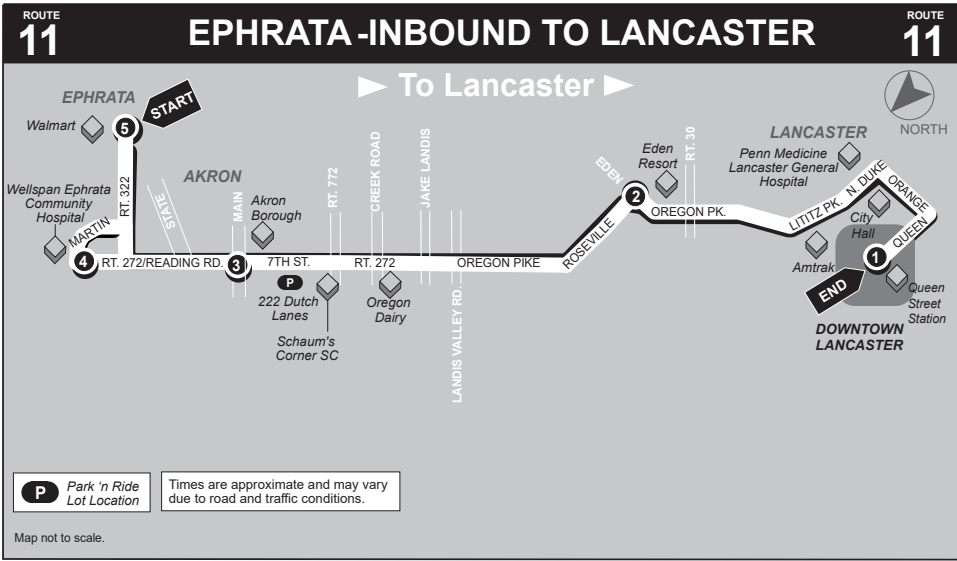 ROUTE
11
EPHRATA-INBOUND TO LANCASTER
ROUTE
11
To Lancaster
NORTH
EPHRATA
START
Walmart
5
LANCASTER
Penn Medicine
Lancaster General
Hospital
Eden
Resort
RT. 30
EDEN
2
OREGON PK.
LITITZ PK.
N. DUKE
ORANGE
QUEEN
City
Hall
1
Amtrak
END
Queen
Street
Station
DOWNTOWN
LANCASTER
Wellspan Ephrata
Community
Hospital
RT. 322
MARTIN
4
RT. 272/READING RD.
STATE
AKRON
MAIN
Akron
Borough
3
7TH ST.
RT. 772
CREEK ROAD
JAKE LANDIS
RT. 272
OREGON PIKE
ROSEVILLE
P
222 Dutch
Lanes
Schaum's
Corner SC
Oregon
Dairy
LANDIS VALLEY RD.
P
Park 'n Ride
Lot Location
Times are approximate and may vary
due to road and traffic conditions.
Map not to scale.